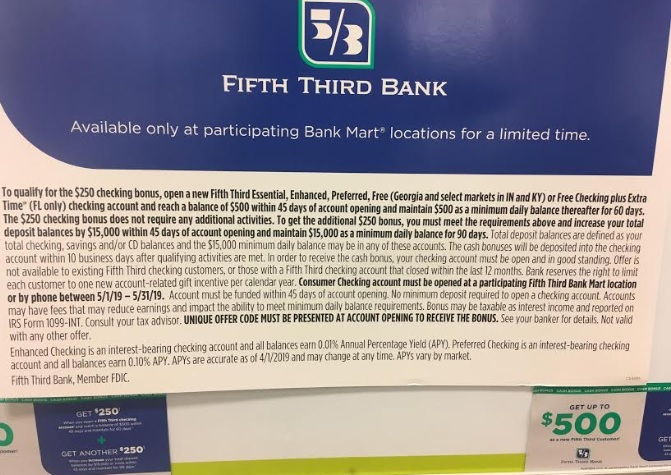 5/3
FIFTH THIRD BANK
Available only at participating Bank Mart® locations for a limited time.
To qualify for the $250 checking bonus, open a new Fifth Third Essential, Enhanced, Preferred, Free (Georgia and select markets in IN and KY) or Free Checking plus Extra
Time® (FL only) checking account and reach a balance of $500 within 45 days of account opening and maintain $500 as a minimum daily balance thereafter for 60 days.
The $250 checking bonus does not require any additional activities. To get the additional $250 bonus, you must meet the requirements above and increase your total
deposit balances by $15,000 within 45 days of account opening and maintain $15,000 as a minimum daily balance for 90 days. Total deposit balances are defined as your
total checking, savings and/or CD balances and the $15,000 minimum daily balance may be in any of these accounts. The cash bonuses will be deposited into the checking
account within 10 business days after qualifying activities are met. In order to receive the cash bonus, your checking account must be open and in good standing. Offer is
not available to existing Fifth Third checking customers, or those with a Fifth Third checking account that closed within the last 12 months. Bank reserves the right to limit
each customer to one new account-related gift incentive per calendar year. Consumer Checking account must be opened at a participating Fifth Third Bank Mart location
or by phone between 5/1/19 – 5/31/19. Account must be funded within 45 days of account opening. No minimum deposit required to open a checking account. Accounts
may have fees that may reduce earnings and impact the ability to meet minimum daily balance requirements. Bonus may be taxable as interest income and reported on
IRS Form 1099-INT. Consult your tax advisor. UNIQUE OFFER CODE MUST BE PRESENTED AT ACCOUNT OPENING TO RECEIVE THE BONUS. See your banker for details. Not valid
with any other offer.
Enhanced Checking is an interest-bearing checking account and all balances earn 0.01% Annual Percentage Yield (APY). Preferred Checking is an interest-bearing checking
account and all balances earn 0.10% APY. APYs are accurate as of 4/1/2019 and may change at any time. APYs vary by market.
Fifth Third Bank, Member FDIC.
GET $250
+
GET ANOTHER $250
GET UP TO
$500
as a new Fifth Third Customer!
FIFTH THIRD BANK